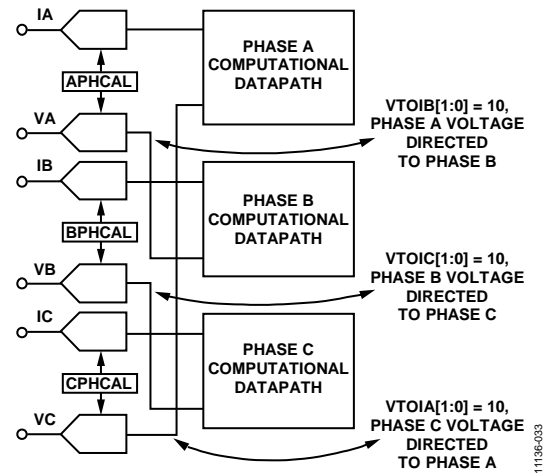 IA
PHASE A
COMPUTATIONAL
DATAPATH
APHCAL
VA
VTOIB[1:0] = 10,
PHASE A VOLTAGE
DIRECTED
TO PHASE B
IB
PHASE B
COMPUTATIONAL
DATAPATH
BPHCAL
VB
VTOIC[1:0] = 10,
PHASE B VOLTAGE
DIRECTED
TO PHASE C
IC
PHASE C
COMPUTATIONAL
DATAPATH
CPHCAL
VC
VTOIA[1:0] = 10,
PHASE C VOLTAGE
DIRECTED
TO PHASE A
11136-033